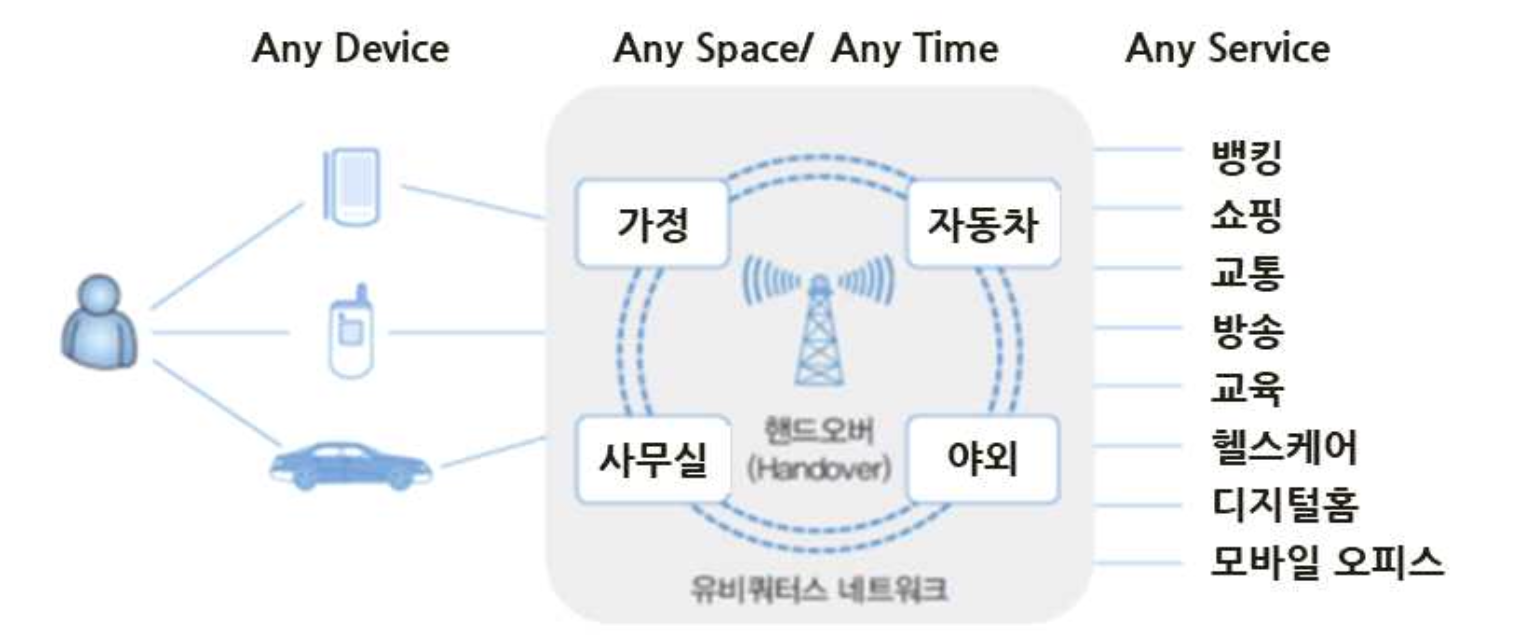 Any Device
Any Space/ Any Time
Any Service
가정
자동차
사무실
핸드오버
(Handover)
야외
유비쿼터스 네트워크
뱅킹
쇼핑
교통
방송
교육
헬스케어
디지털홈
모바일 오피스